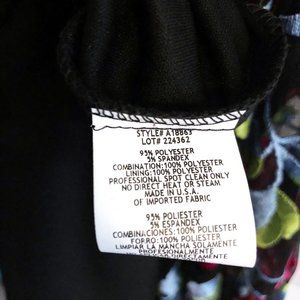 STYLE# A18863
LOT# 224362
95% POLYESTER
5% SPANDEX
COMBINATION:100% POLYESTER
LINING:100% POLYESTER
PROFESSIONAL SPOT CLEAN ONLY
NO DIRECT HEAT OR STEAM
MADE IN U.S.A.
OF IMPORTED FABRIC
95% POLIESTER
5% ESPANDEX
COMBINACIONES:100% POLIESTER
FORRO:100% POLIESTER
LIMPIAR LA MANCHA SOLAMENTE